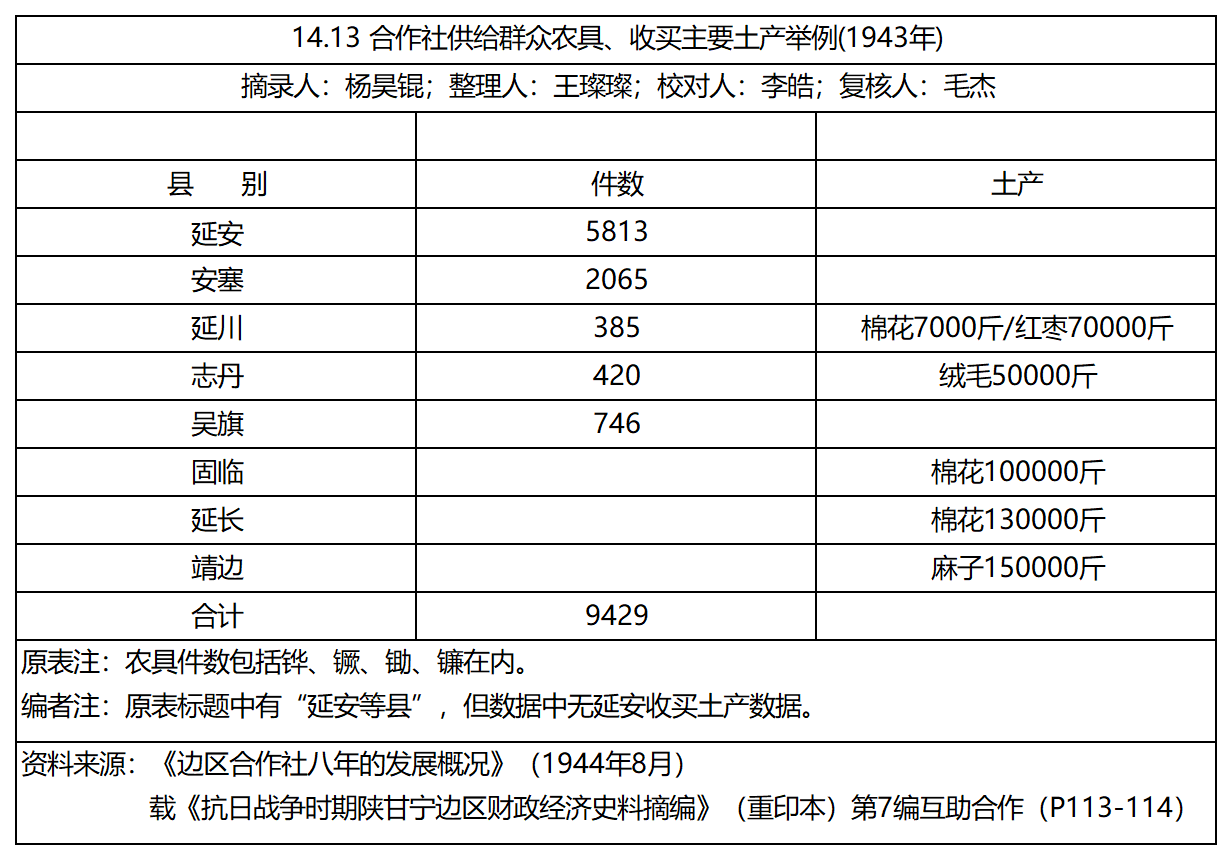 14.13 合作社供给群众农具、收买主要土产举例(1943年)
摘录人：杨昊锟；整理人：王璨璨；校对人：李皓；复核人：毛杰
县 别 件数 土产
延安 5813
安塞 2065
延川 385 棉花7000斤/红枣70000斤
志丹 420 绒毛50000斤
吴旗 746
固临 棉花100000斤
延长 棉花130000斤
靖边 麻子150000斤
合计 9429
原表注：农具件数包括铧、镢、锄、镰在内。
编者注：原表标题中有“延安等县”，但数据中无延安收买土产数据。
资料来源：《边区合作社八年的发展概况》（1944年8月）
载《抗日战争时期陕甘宁边区财政经济史料摘编》（重印本）第7编互助合作（P113-114）